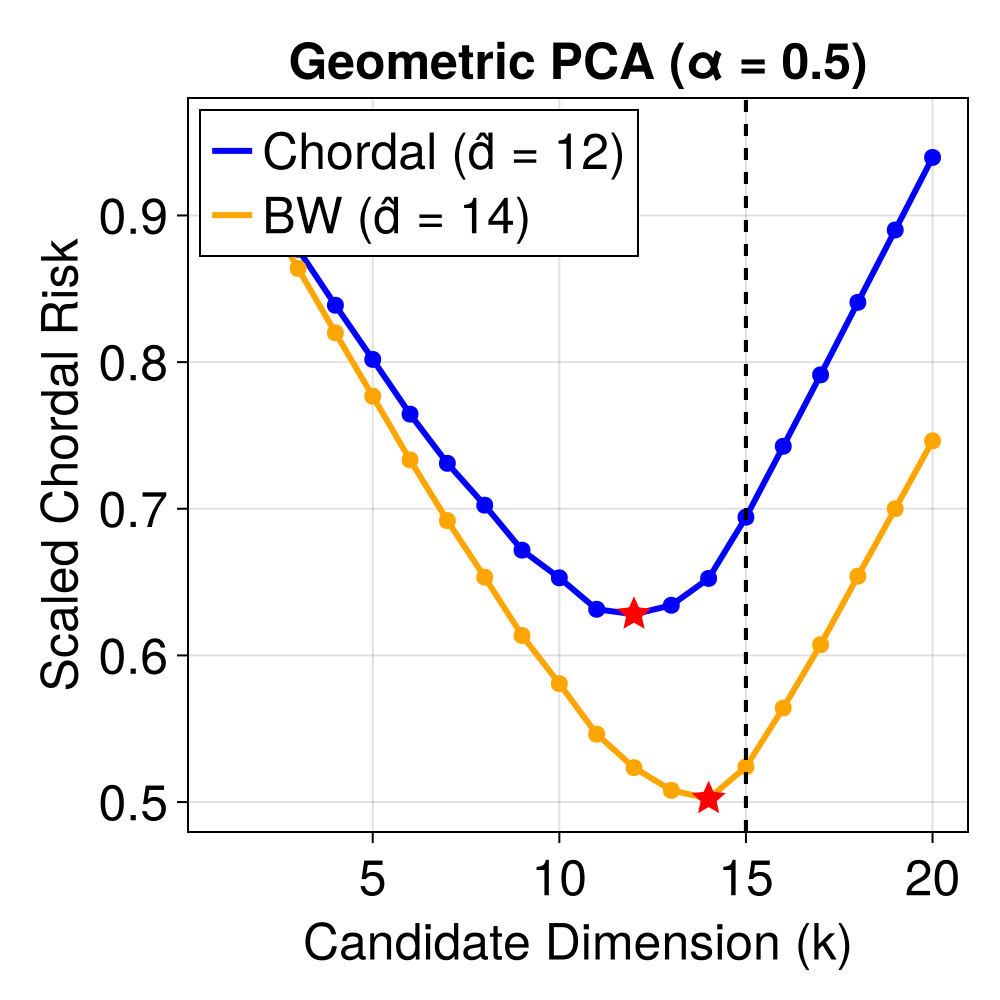 Geometric PCA (α = 0.5)
Chordal (d̂ = 12)
BW (d̂ = 14)
0.9
0.8
0.7
0.6
0.5
Scaled Chordal Risk
5 10 15 20
Candidate Dimension (k)